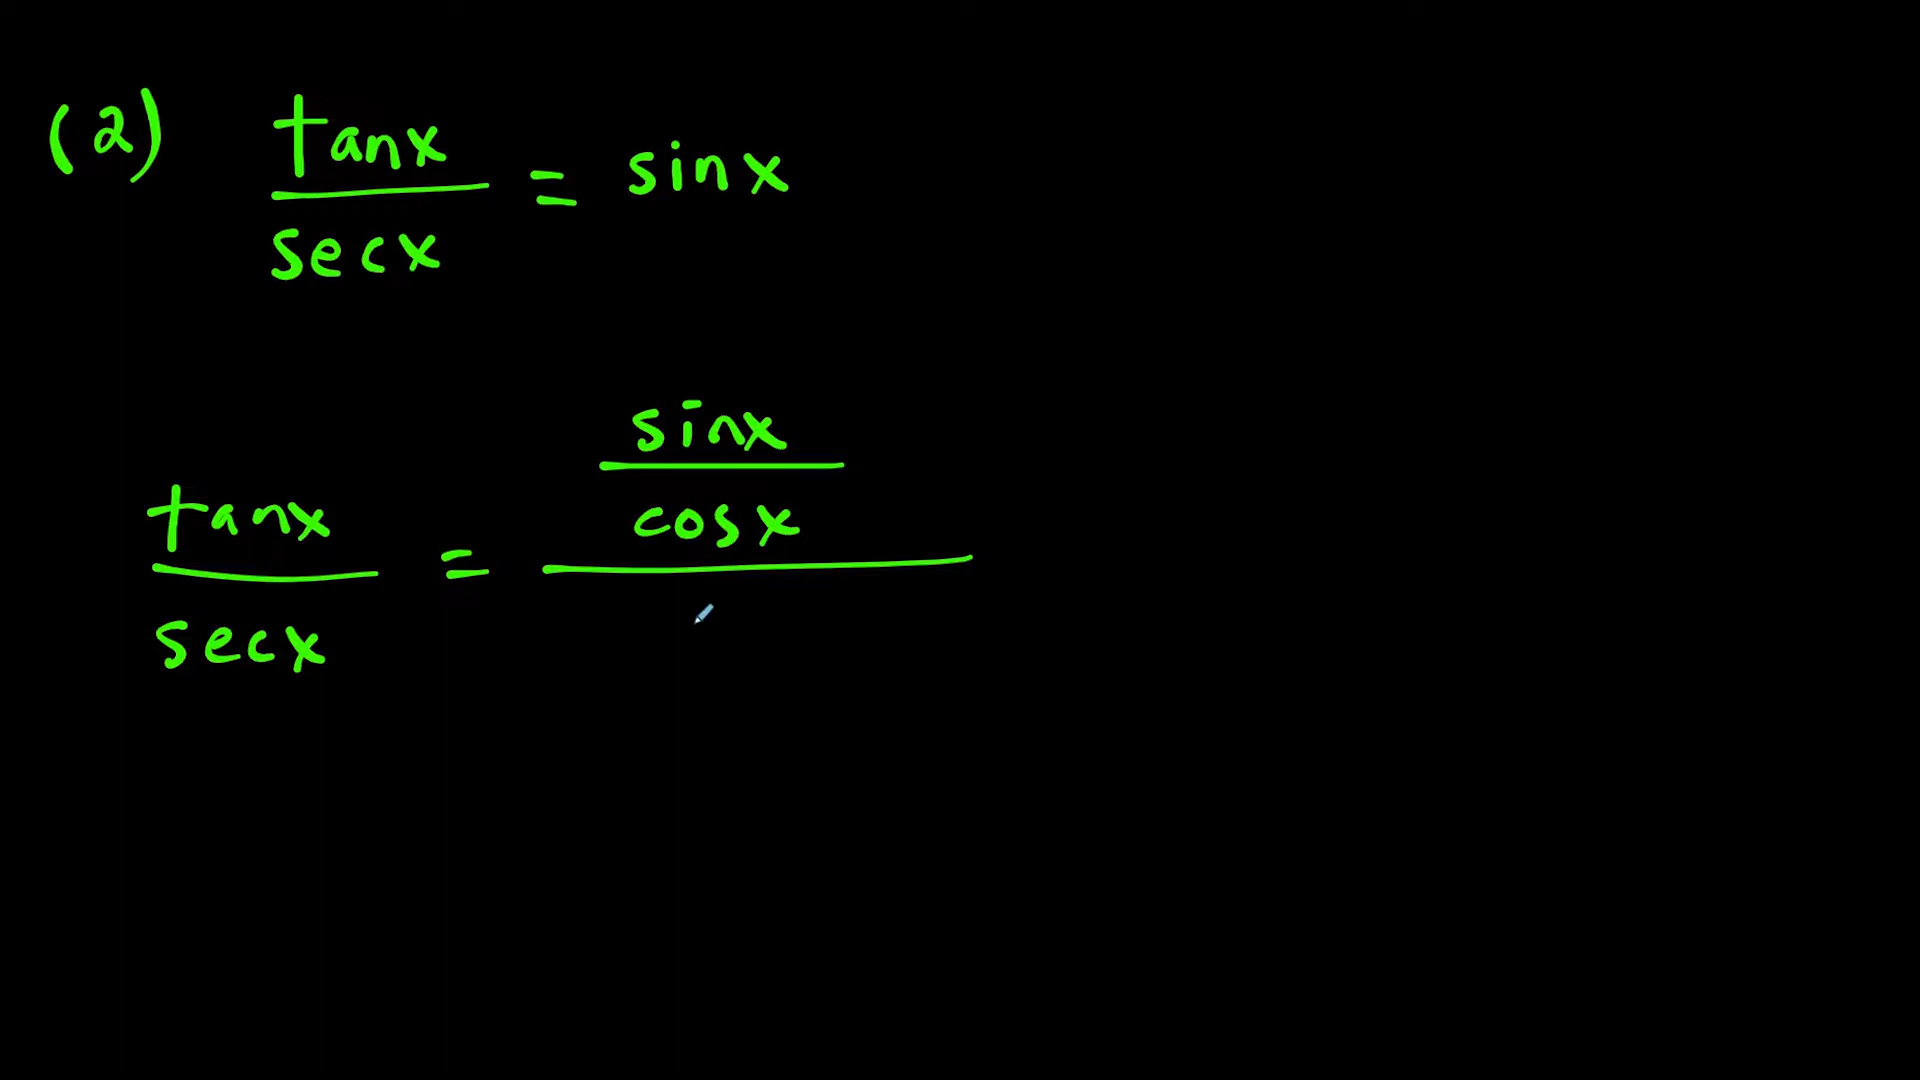 (2) tanx / secx = sinx
tanx / secx = sinx / cosx /